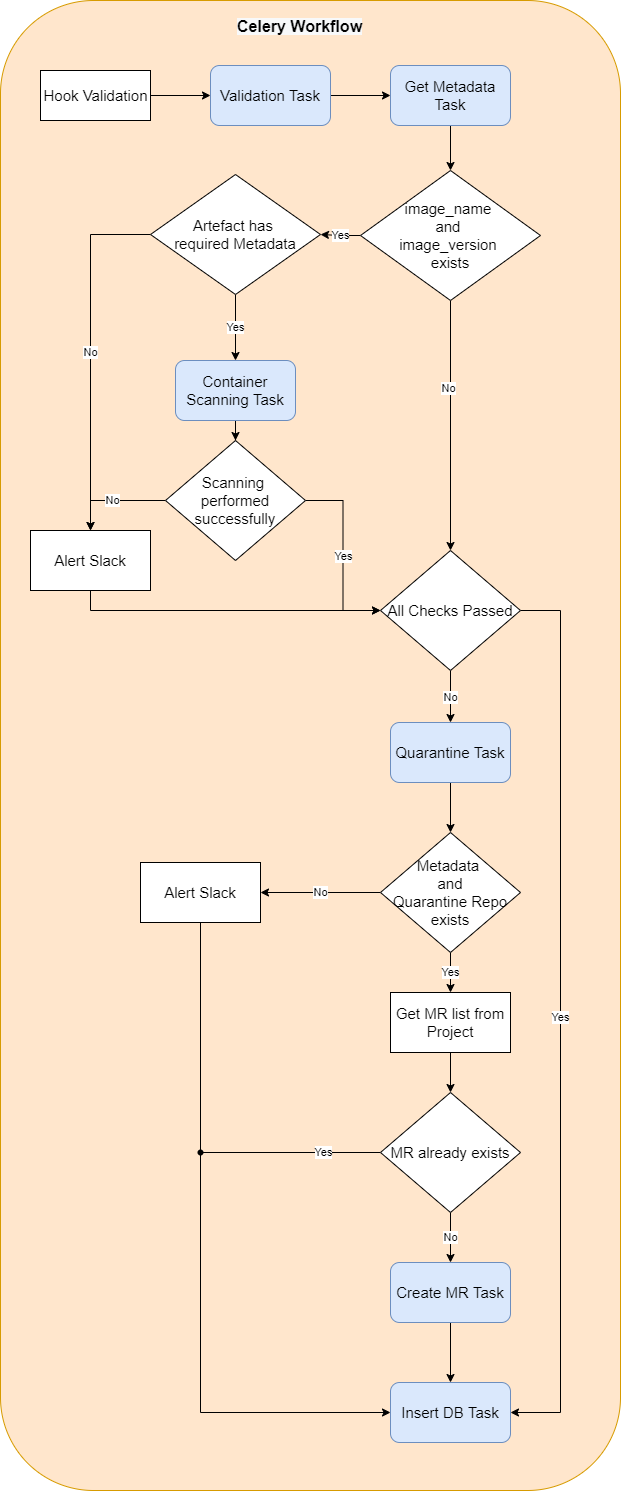 Celery Workflow
Hook Validation
Validation Task
Get Metadata
Task
image_name
and
image_version
exists
Yes
Artefact has
required Metadata
Yes
No
No
Container
Scanning Task
Scanning
performed
successfully
No
Yes
Alert Slack
All Checks Passed
No
Quarantine Task
Metadata
and
Quarantine Repo
exists
No
Alert Slack
Yes
Get MR list from
Project
Yes
MR already exists
Yes
No
Create MR Task
Insert DB Task